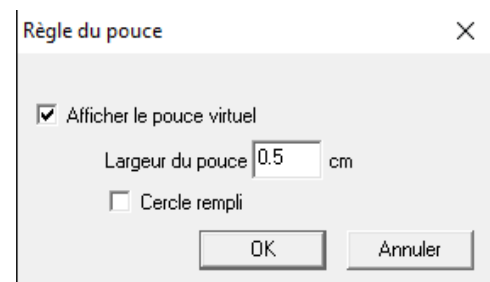 Règle du pouce
Afficher le pouce virtuel
Largeur du pouce 0.5 cm
Cercle rempli
OK Annuler